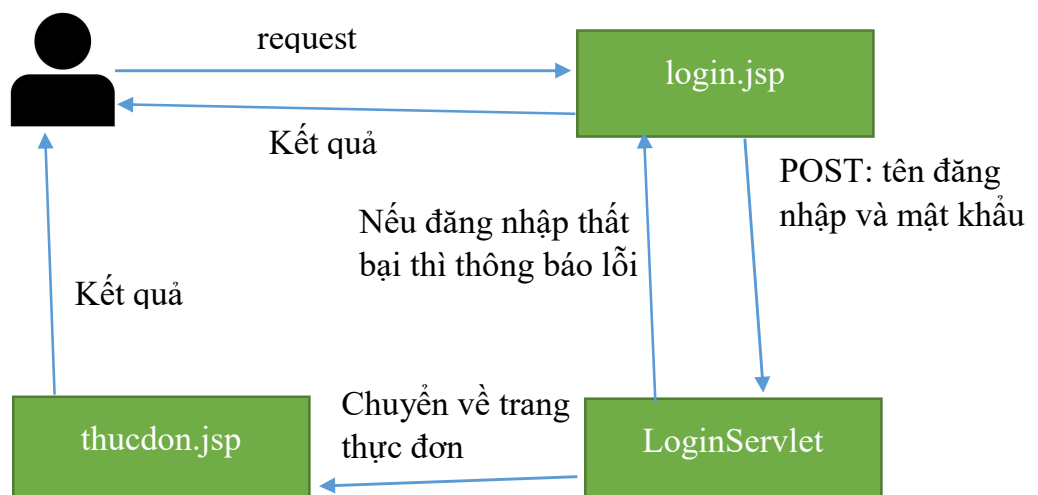 request
login.jsp
Kết quả
POST: tên đăng
nhập và mật khẩu
Nếu đăng nhập thất
bại thì thông báo lỗi
Kết quả
Chuyển về trang
thực đơn
thucdon.jsp
LoginServlet